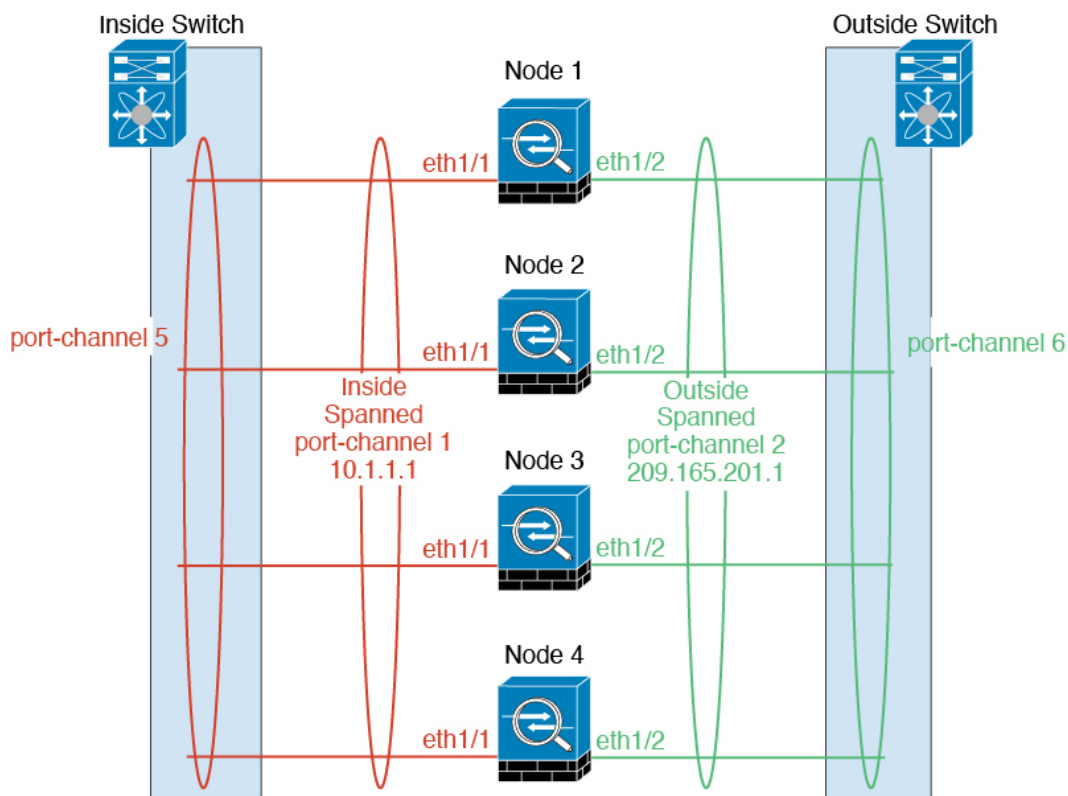 Inside Switch
Outside Switch
Node 1
eth1/1
eth1/2
Node 2
port-channel 5
eth1/1
eth1/2
port-channel 6
Inside
Spanned
port-channel 1
10.1.1.1
Outside
Spanned
port-channel 2
209.165.201.1
Node 3
eth1/1
eth1/2
Node 4
eth1/1
eth1/2